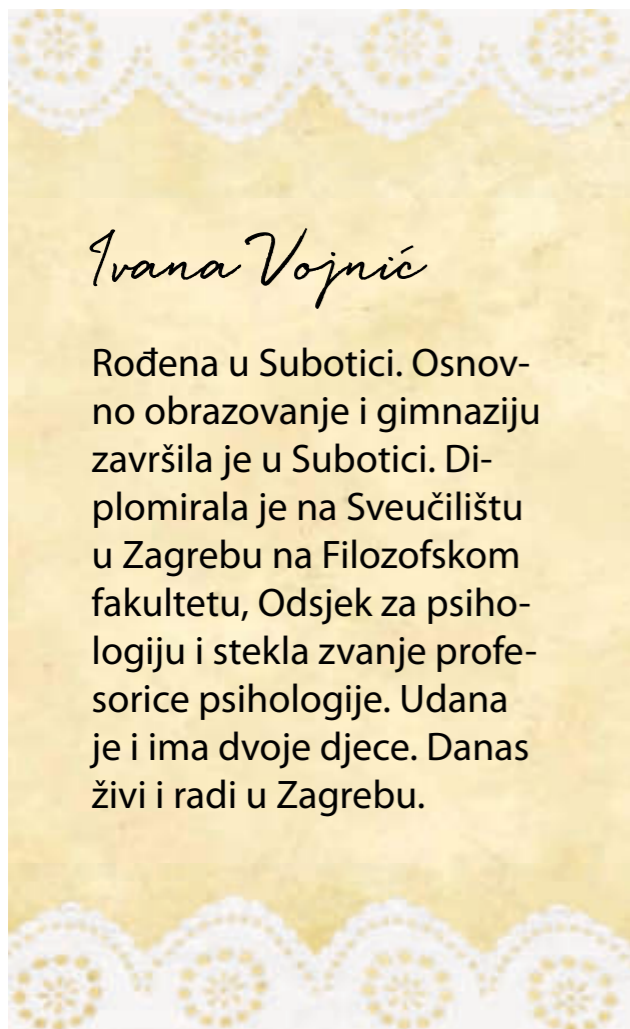 Ivana Vojnić
Rođena u Subotici. Osnov-
no obrazovanje i gimnaziju
završila je u Subotici. Di-
plomirala je na Sveučilištu
u Zagrebu na Filozofskom
fakultetu, Odsjek za psiho-
logiju i stekla zvanje profe-
sorice psihologije. Udana
je i ima dvoje djece. Danas
živi i radi u Zagrebu.